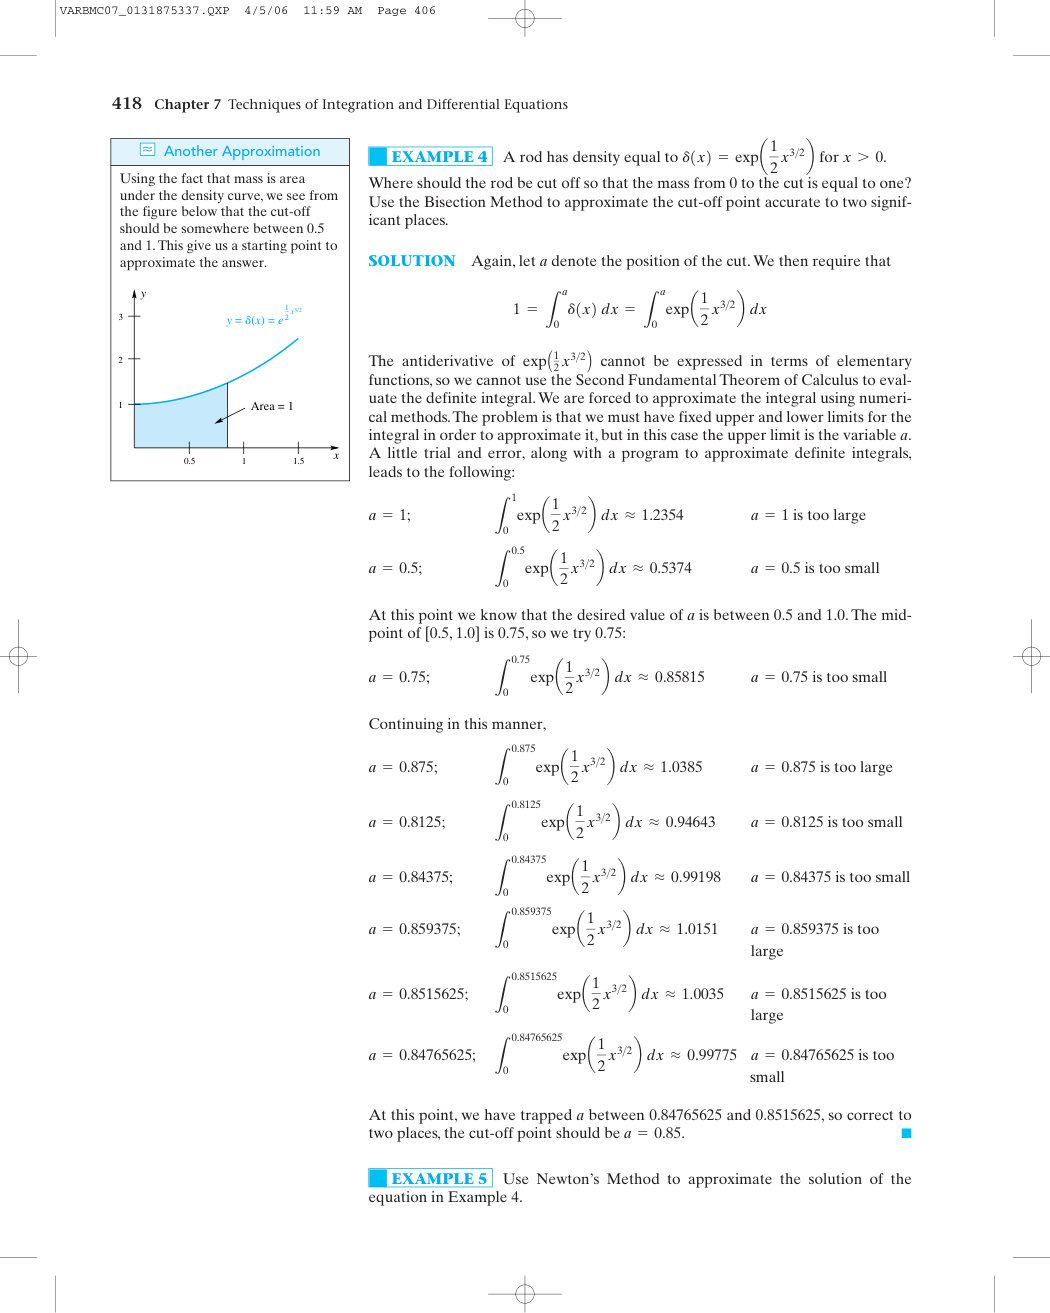 VARBMC07_0131875337.QXP 4/5/06 11:59 AM Page 406
418 Chapter 7 Techniques of Integration and Differential Equations
≈ Another Approximation
Using the fact that mass is area
under the density curve, we see from
the figure below that the cut-off
should be somewhere between 0.5
and 1. This give us a starting point to
approximate the answer.
y
3
y = δ(x) = e^{\frac{1}{2}x^{3/2}}
2
1
Area = 1
0.5 1 1.5 x
EXAMPLE 4 A rod has density equal to δ(x) = exp(\frac{1}{2}x^{3/2}) for x > 0.
Where should the rod be cut off so that the mass from 0 to the cut is equal to one?
Use the Bisection Method to approximate the cut-off point accurate to two signif-
icant places.
SOLUTION Again, let a denote the position of the cut. We then require that
1 = \int_0^a δ(x) dx = \int_0^a exp(\frac{1}{2}x^{3/2}) dx
The antiderivative of exp(\frac{1}{2}x^{3/2}) cannot be expressed in terms of elementary
functions, so we cannot use the Second Fundamental Theorem of Calculus to eval-
uate the definite integral. We are forced to approximate the integral using numeri-
cal methods. The problem is that we must have fixed upper and lower limits for the
integral in order to approximate it, but in this case the upper limit is the variable a.
A little trial and error, along with a program to approximate definite integrals,
leads to the following:
a = 1; \int_0^1 exp(\frac{1}{2}x^{3/2}) dx ≈ 1.2354 a = 1 is too large
a = 0.5; \int_0^{0.5} exp(\frac{1}{2}x^{3/2}) dx ≈ 0.5374 a = 0.5 is too small
At this point we know that the desired value of a is between 0.5 and 1.0. The mid-
point of [0.5, 1.0] is 0.75, so we try 0.75:
a = 0.75; \int_0^{0.75} exp(\frac{1}{2}x^{3/2}) dx ≈ 0.85815 a = 0.75 is too small
Continuing in this manner,
a = 0.875; \int_0^{0.875} exp(\frac{1}{2}x^{3/2}) dx ≈ 1.0385 a = 0.875 is too large
a = 0.8125; \int_0^{0.8125} exp(\frac{1}{2}x^{3/2}) dx ≈ 0.94643 a = 0.8125 is too small
a = 0.84375; \int_0^{0.84375} exp(\frac{1}{2}x^{3/2}) dx ≈ 0.99198 a = 0.84375 is too small
a = 0.859375; \int_0^{0.859375} exp(\frac{1}{2}x^{3/2}) dx ≈ 1.0151 a = 0.859375 is too
large
a = 0.8515625; \int_0^{0.8515625} exp(\frac{1}{2}x^{3/2}) dx ≈ 1.0035 a = 0.8515625 is too
large
a = 0.84765625; \int_0^{0.84765625} exp(\frac{1}{2}x^{3/2}) dx ≈ 0.99775 a = 0.84765625 is too
small
At this point, we have trapped a between 0.84765625 and 0.8515625, so correct to
two places, the cut-off point should be a = 0.85.
EXAMPLE 5 Use Newton's Method to approximate the solution of the
equation in Example 4.